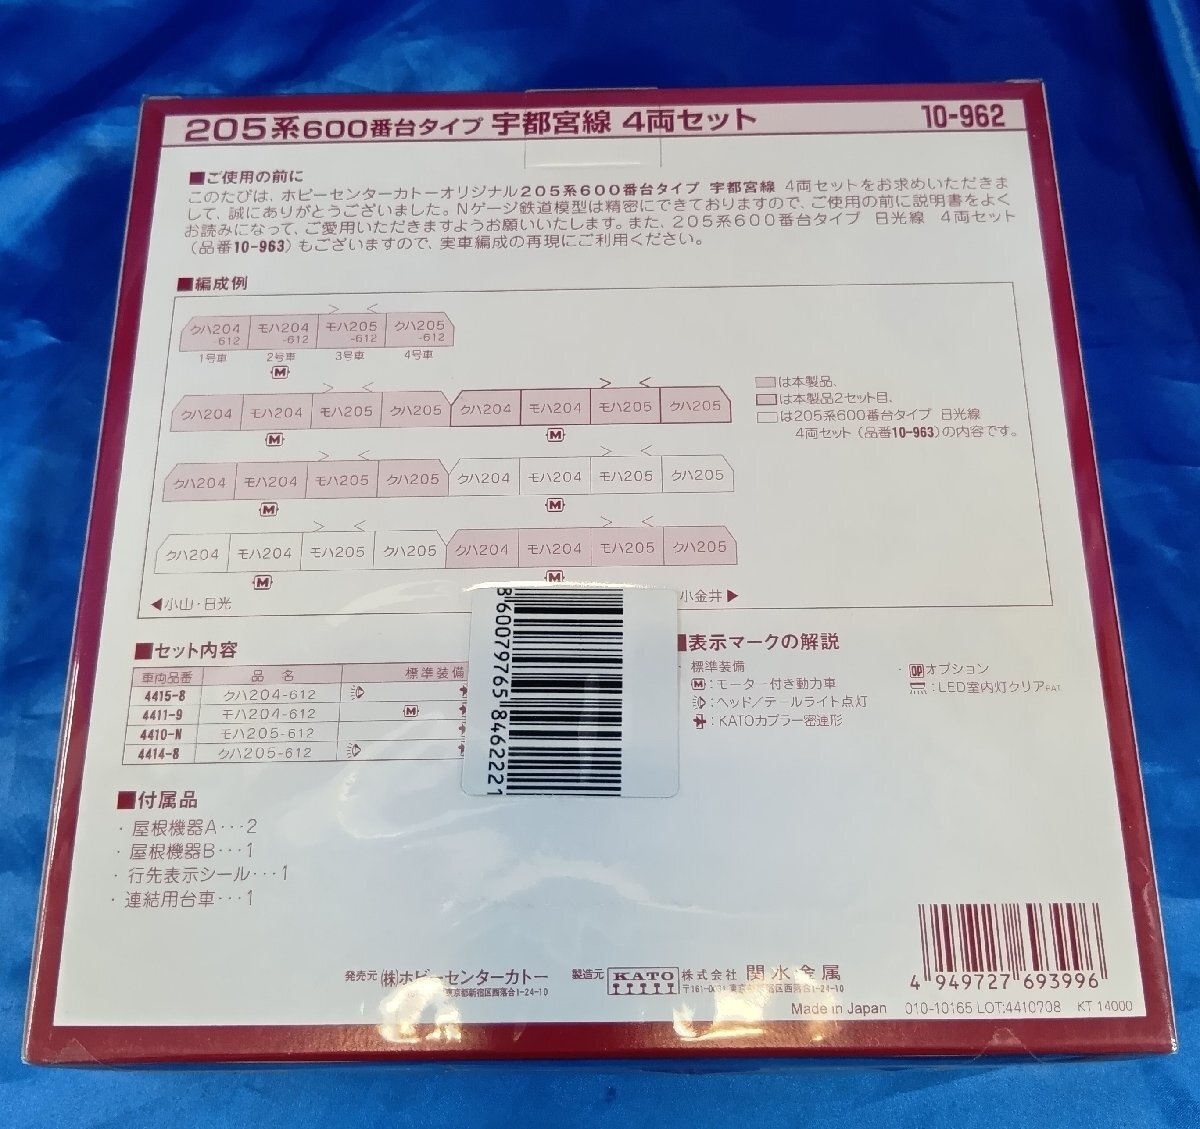 205系600番台タイプ 宇都宮線 4両セット 10-962
■ご使用の前に
このたびは、ホビーセンターカトーオリジナル205系600番台タイプ 宇都宮線 4両セットをお求めいただきま
して、誠にありがとうございました。Nゲージ鉄道模型は精密にできておりますので、ご使用の前に説明書をよく
お読みになって、ご愛用いただきますようお願いいたします。また、205系600番台タイプ 日光線 4両セット
(品番10-963)もございますので、実車編成の再現にご利用ください。
■編成例
クハ204 モハ204 モハ205 クハ205
-612 -612 -612 -612
1号車 2号車 3号車 4号車
M
クハ204 モハ204 モハ205 クハ205 クハ204 モハ204 モハ205 クハ205
M M
クハ204 モハ204 モハ205 クハ205 クハ204 モハ204 モハ205 クハ205
M M
クハ204 モハ204 モハ205 クハ205 クハ204 モハ204 モハ205 クハ205
M M
◀小山・日光 小金井▶
は本製品、
は本製品2セット目、
は205系600番台タイプ 日光線
4両セット(品番10-963)の内容です。
■セット内容
車両品番 品 名 標準装備
4415-8 クハ204-612
4411-9 モハ204-612 M
4410-N モハ205-612
4414-8 クハ205-612
8600797658462221
■表示マークの解説
標準装備
M:モーター付き動力車
:ヘッド/テールライト点灯
:KATOカプラー密連形
・OPオプション
:LED室内灯クリアPAT.
■付属品
・屋根機器A・・・2
・屋根機器B・・・1
・行先表示シール・・・1
・連結用台車・・・1
発売元 (株)ホビーセンターカトー
東京都新宿区西落合1-24-10
製造元 KATO 株式会社 関水金属
東京都新宿区西落合1-24-10
4 949727 693996
Made in Japan 010-10165 LOT:4410708 KT 14000